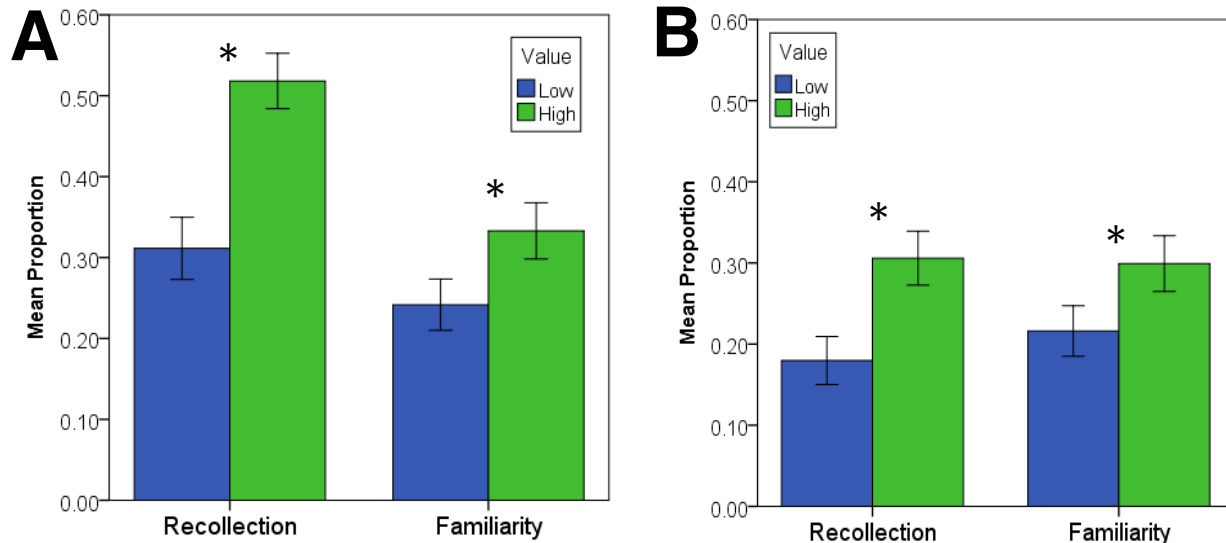 A
Mean Proportion
0.60
0.50
0.40
0.30
0.20
0.10
0.00
*
*
Value
Low
High
Recollection
Familiarity
B
Mean Proportion
0.60
0.50
0.40
0.30
0.20
0.10
0.00
Value
Low
High
*
*
Recollection
Familiarity